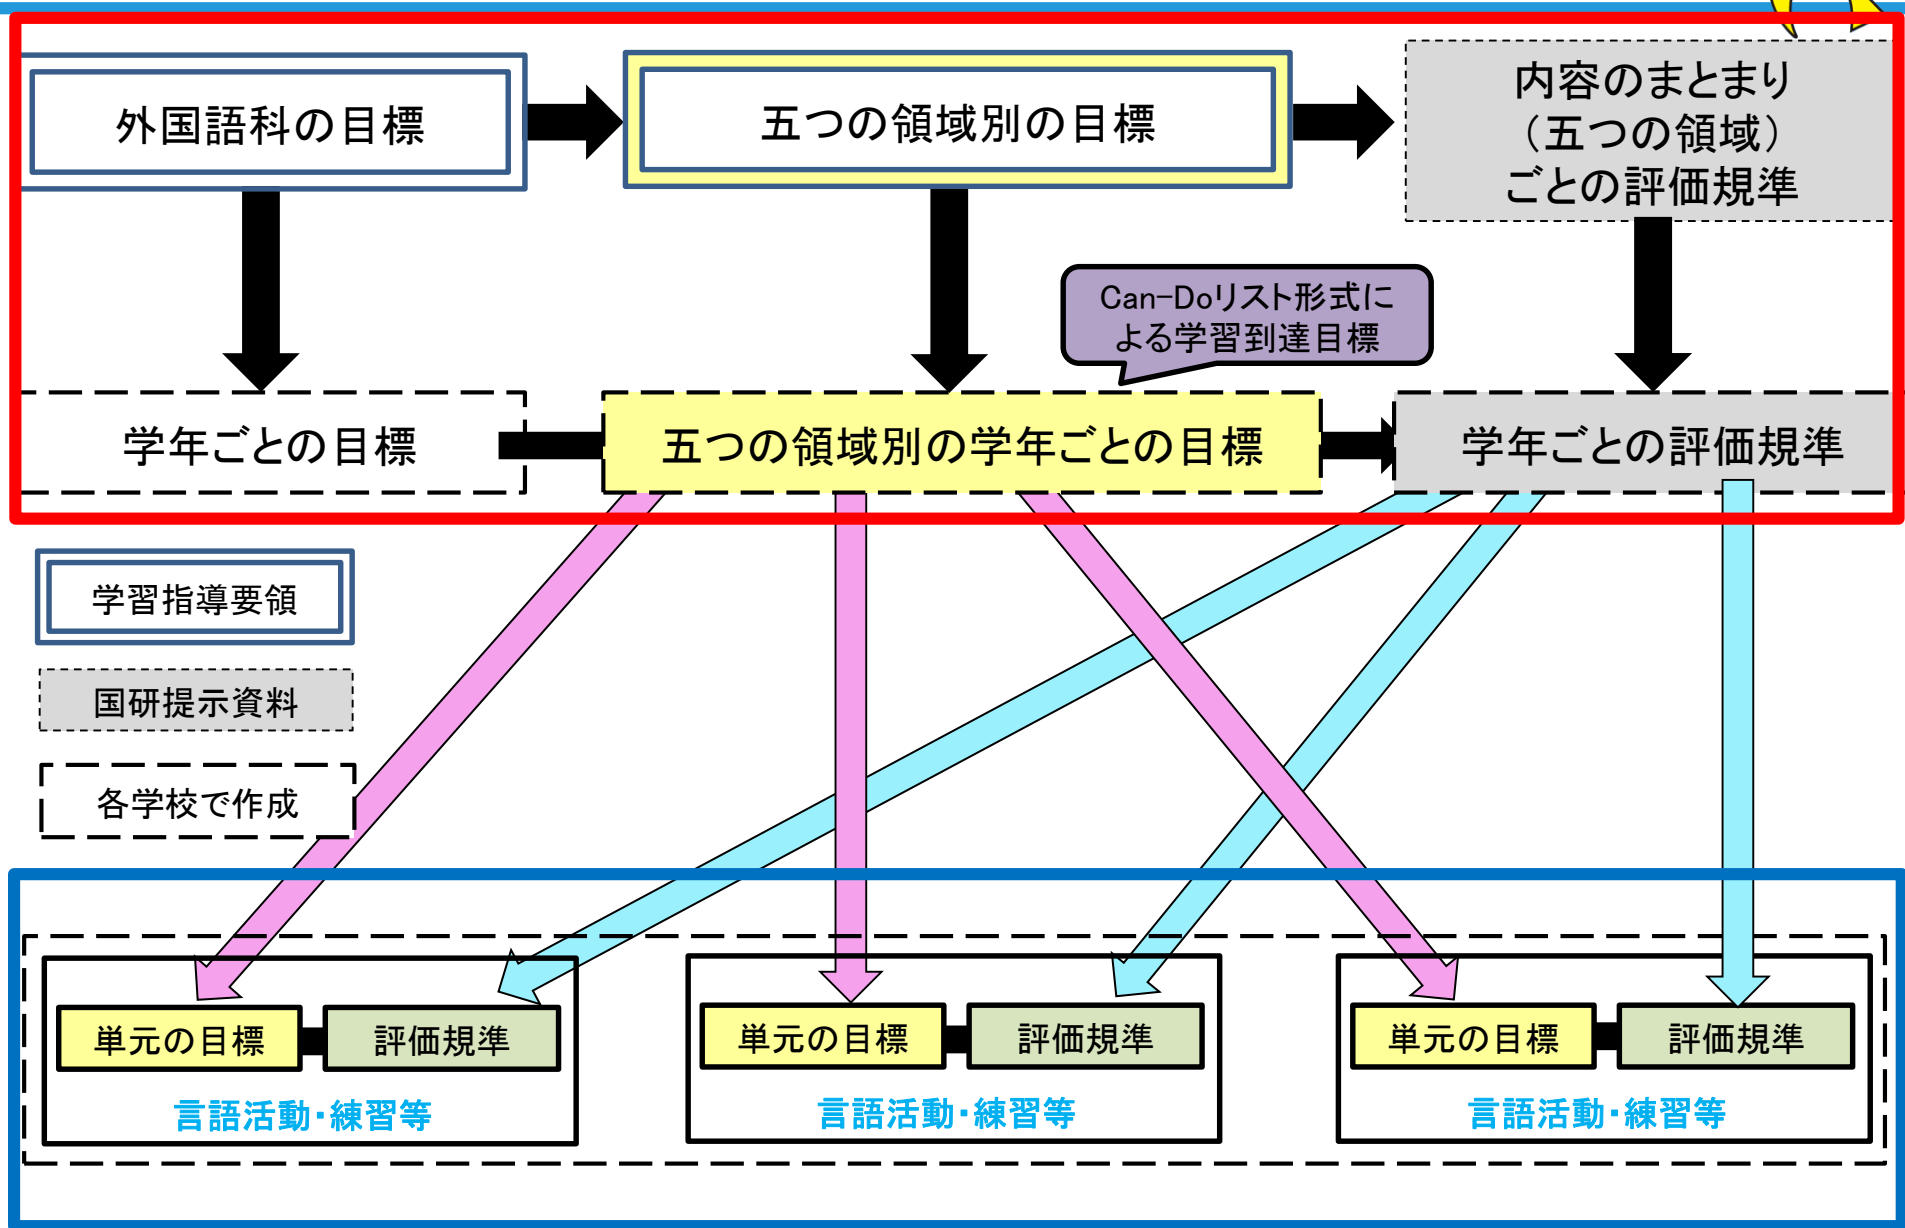 外国語科の目標
五つの領域別の目標
内容のまとまり
（五つの領域）
ごとの評価規準
Can-Doリスト形式に
よる学習到達目標
学年ごとの目標
五つの領域別の学年ごとの目標
学年ごとの評価規準
学習指導要領
国研提示資料
各学校で作成
単元の目標
評価規準
言語活動・練習等
単元の目標
評価規準
言語活動・練習等
単元の目標
評価規準
言語活動・練習等